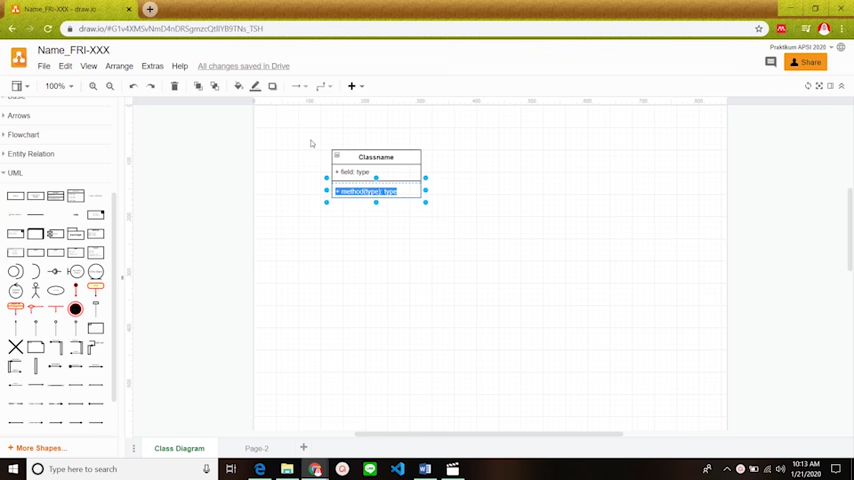 Name_FRI-XXX - draw.io
draw.io/#G1v4XMSvNmD4nDRSgmzcQtllYB9TNs_TSH
Name_FRI-XXX
Praktikum APSI 2020
File Edit View Arrange Extras Help All changes saved in Drive
Share
100%
Arrows
Flowchart
Entity Relation
UML
Classname
+ field: type
+ method(type): type
+ More Shapes...
Class Diagram
Page-2
Type here to search
10:13 AM
1/21/2020